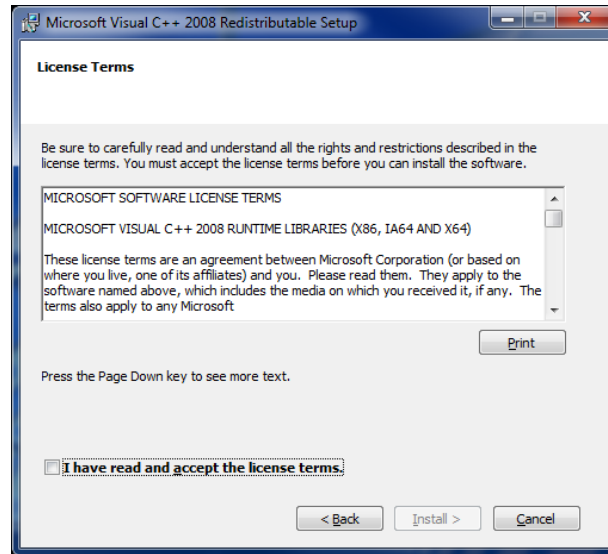 Microsoft Visual C++ 2008 Redistributable Setup
License Terms
Be sure to carefully read and understand all the rights and restrictions described in the
license terms. You must accept the license terms before you can install the software.
MICROSOFT SOFTWARE LICENSE TERMS
MICROSOFT VISUAL C++ 2008 RUNTIME LIBRARIES (X86, IA64 AND X64)
These license terms are an agreement between Microsoft Corporation (or based on
where you live, one of its affiliates) and you.  Please read them.  They apply to the
software named above, which includes the media on which you received it, if any.  The
terms also apply to any Microsoft
Print
Press the Page Down key to see more text.
I have read and accept the license terms.
< Back Install > Cancel